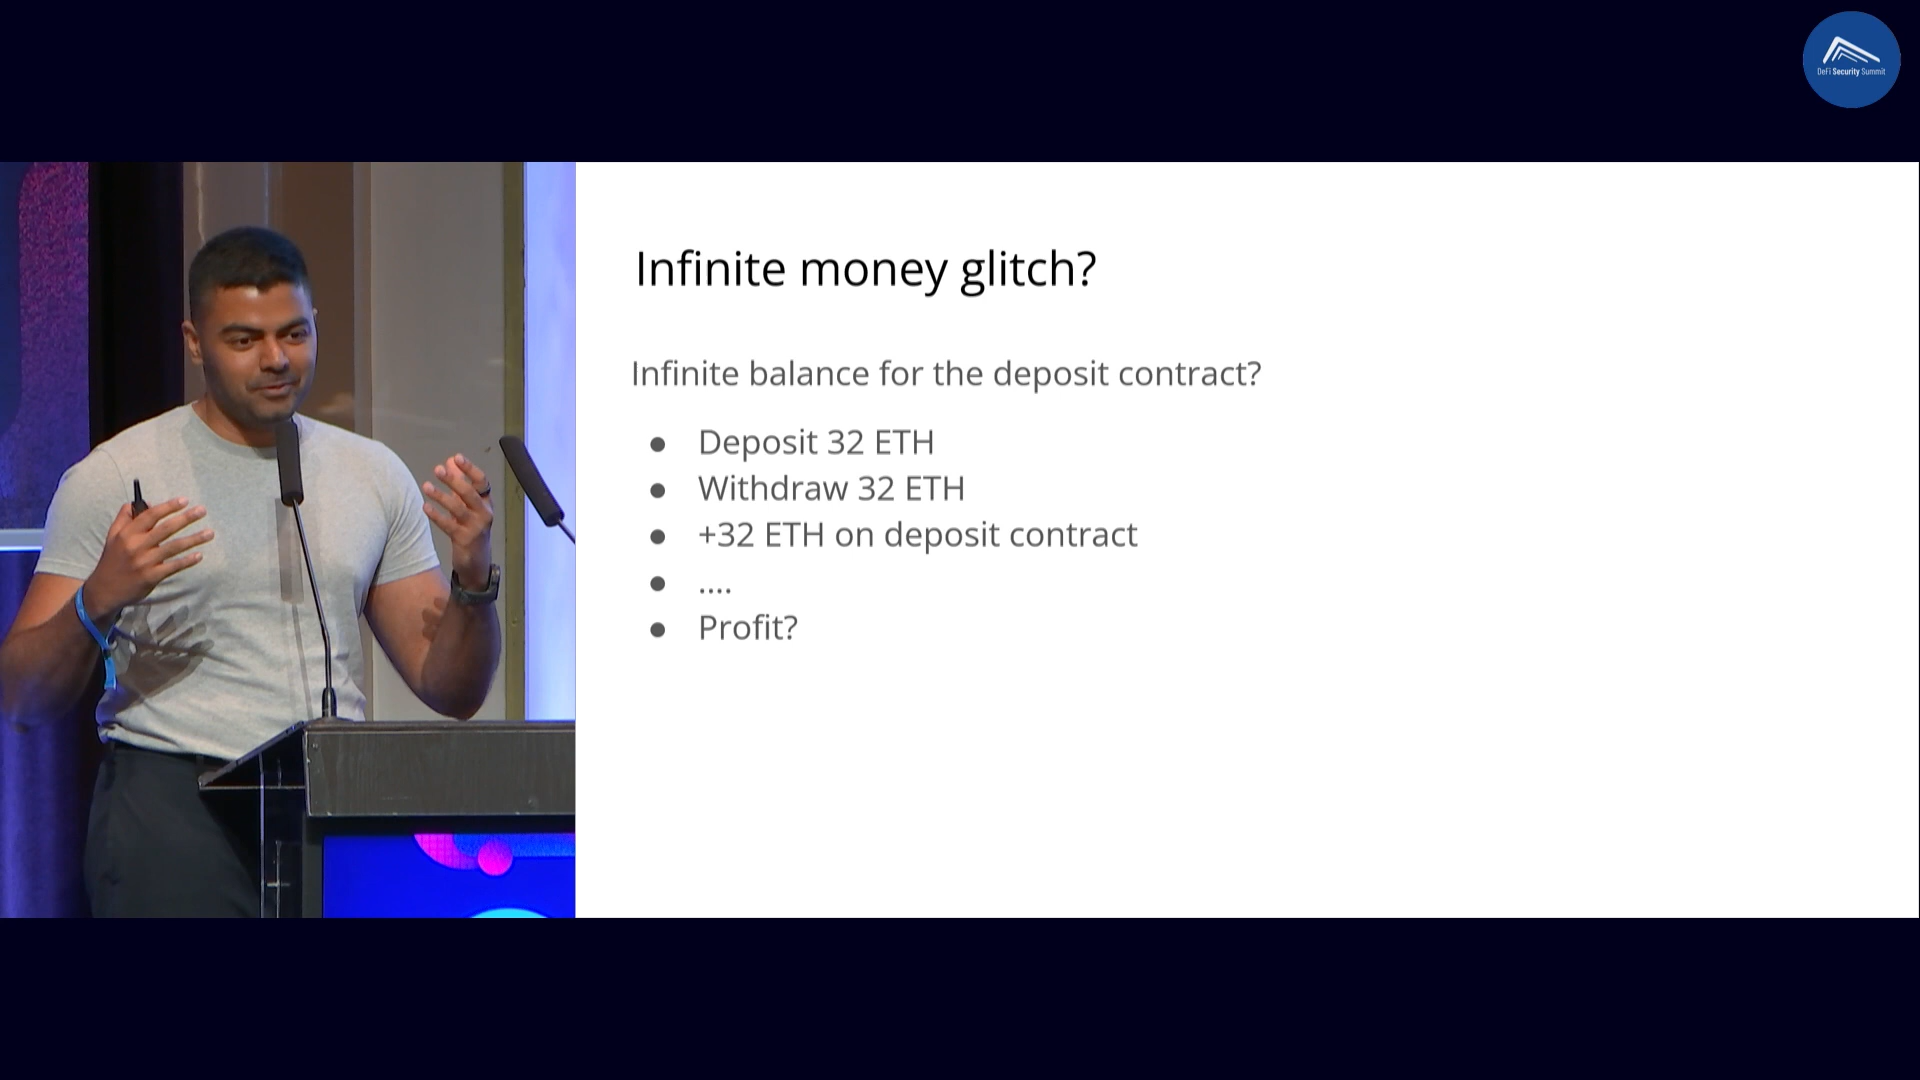 DeFi Security Summit
Infinite money glitch?
Infinite balance for the deposit contract?
● Deposit 32 ETH
● Withdraw 32 ETH
● +32 ETH on deposit contract
● ....
● Profit?